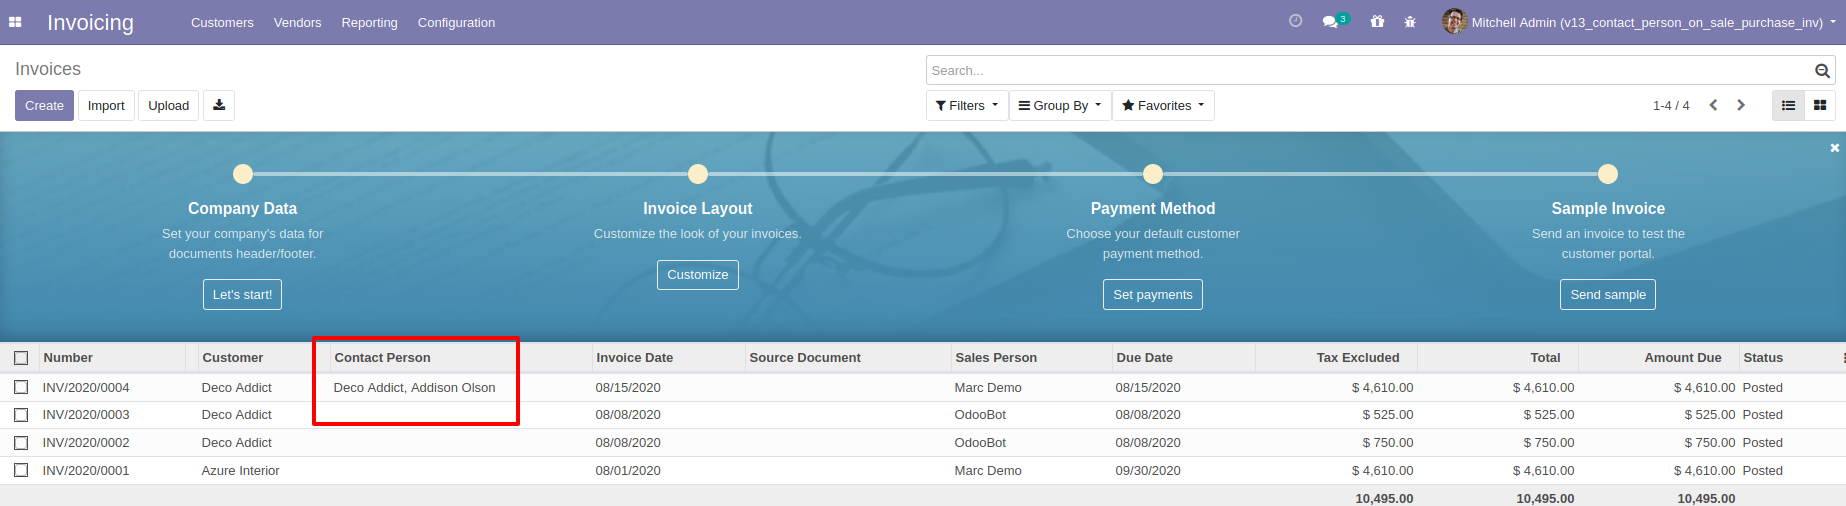 Invoicing Customers Vendors Reporting Configuration 3 Mitchell Admin (v13_contact_person_on_sale_purchase_inv)
Invoices
Search...
Create Import Upload Filters Group By Favorites 1-4 / 4
Company Data Invoice Layout Payment Method Sample Invoice
Set your company's data for Customize the look of your invoices. Choose your default customer Send an invoice to test the
documents header/footer. payment method. customer portal.
Customize
Let's start! Set payments Send sample
Number Customer Contact Person Invoice Date Source Document Sales Person Due Date Tax Excluded Total Amount Due Status
INV/2020/0004 Deco Addict Deco Addict, Addison Olson 08/15/2020 Marc Demo 08/15/2020 $ 4,610.00 $ 4,610.00 $ 4,610.00 Posted
INV/2020/0003 Deco Addict 08/08/2020 OdooBot 08/08/2020 $ 525.00 $ 525.00 $ 525.00 Posted
INV/2020/0002 Deco Addict 08/08/2020 OdooBot 08/08/2020 $ 750.00 $ 750.00 $ 750.00 Posted
INV/2020/0001 Azure Interior 08/01/2020 Marc Demo 09/30/2020 $ 4,610.00 $ 4,610.00 $ 4,610.00 Posted
10,495.00 10,495.00 10,495.00